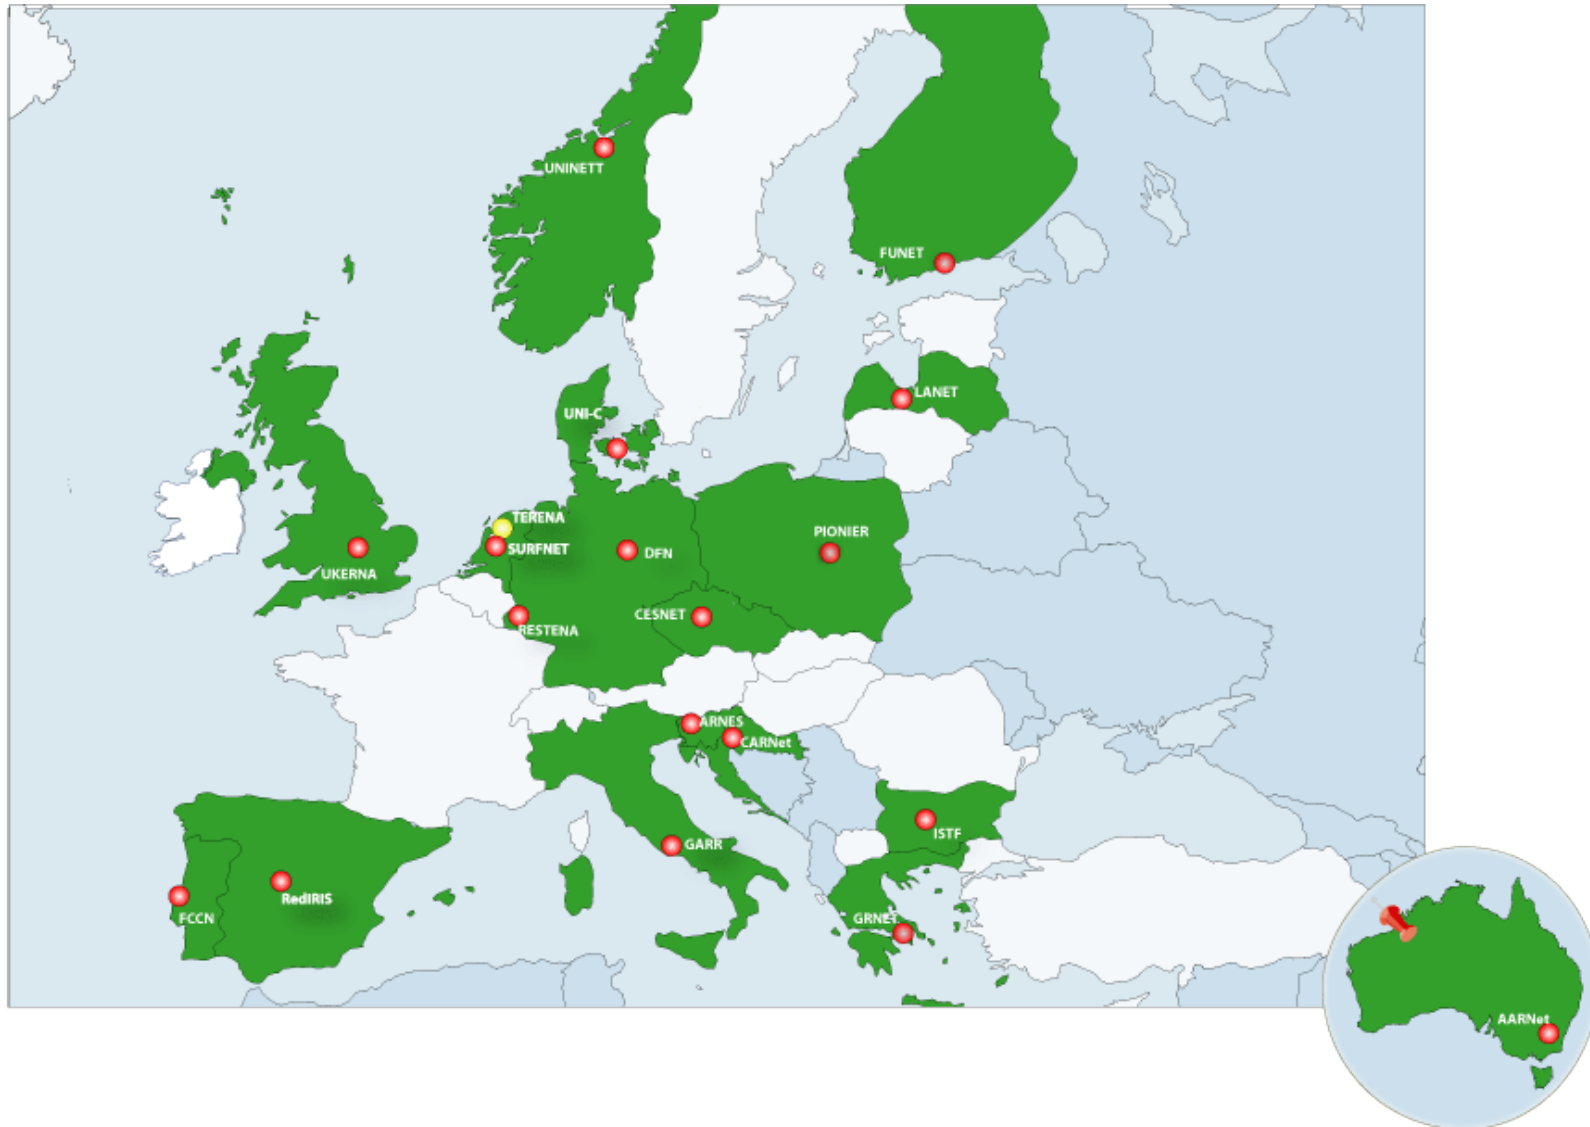 UNINETT
FUNET
LANET
UNI-C
TERENA
SURFNET
DFN
PIONIER
UKERNA
CESNET
RESTENA
ARNES
CARNet
ISTF
GARR
RedIRIS
FCCN
GRNET
AARNet